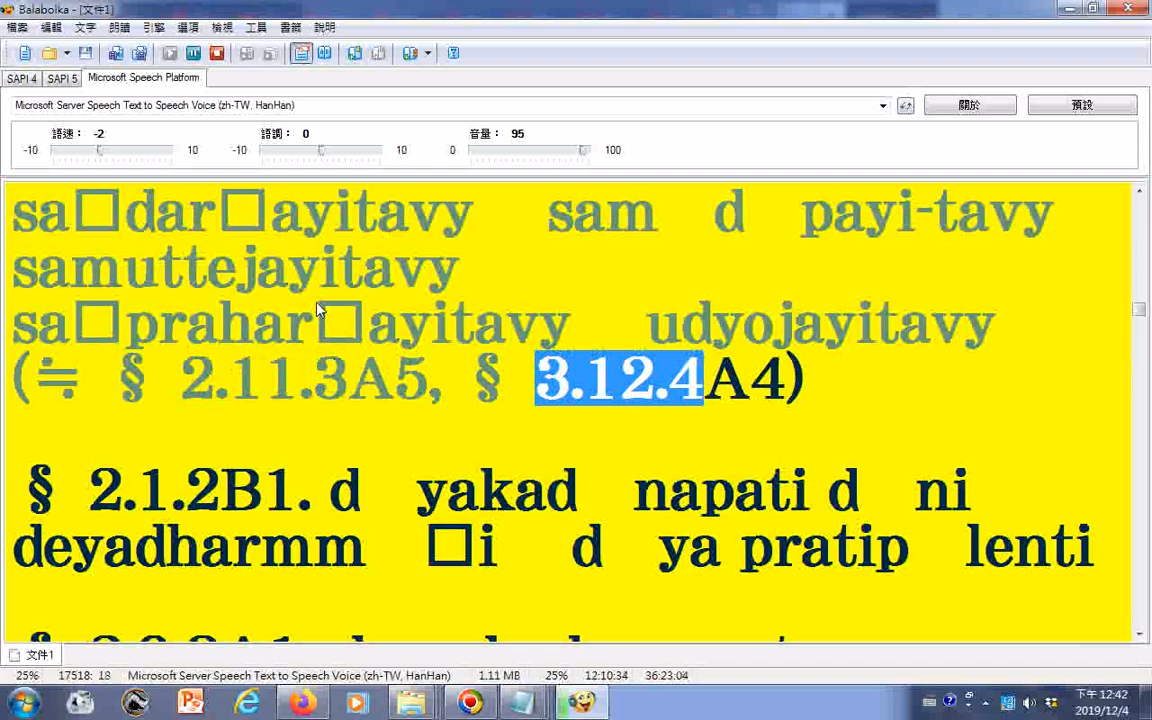 Balabolka - [文件1]
檔案 編輯 文字 朗讀 引擎 選項 檢視 工具 書籤 說明
SAPI 4 SAPI 5 Microsoft Speech Platform
Microsoft Server Speech Text to Speech Voice (zh-TW, HanHan) 關於 預設
語速： -2 語調： 0 音量： 95
-10 10 -10 10 0 100
sa□dar□ayitavy sam d payi-tavy
samuttejayitavy
sa□prahar□ayitavy udyojayitavy
(≒ § 2.11.3A5, § 3.12.4A4)
§ 2.1.2B1. d yakad napati d ni
deyadharmm □i d ya pratip lenti
文件1
25% 17518: 18 Microsoft Server Speech Text to Speech Voice (zh-TW, HanHan) 1.11 MB 25% 12:10:34 36:23:04
下午 12:42
2019/12/4